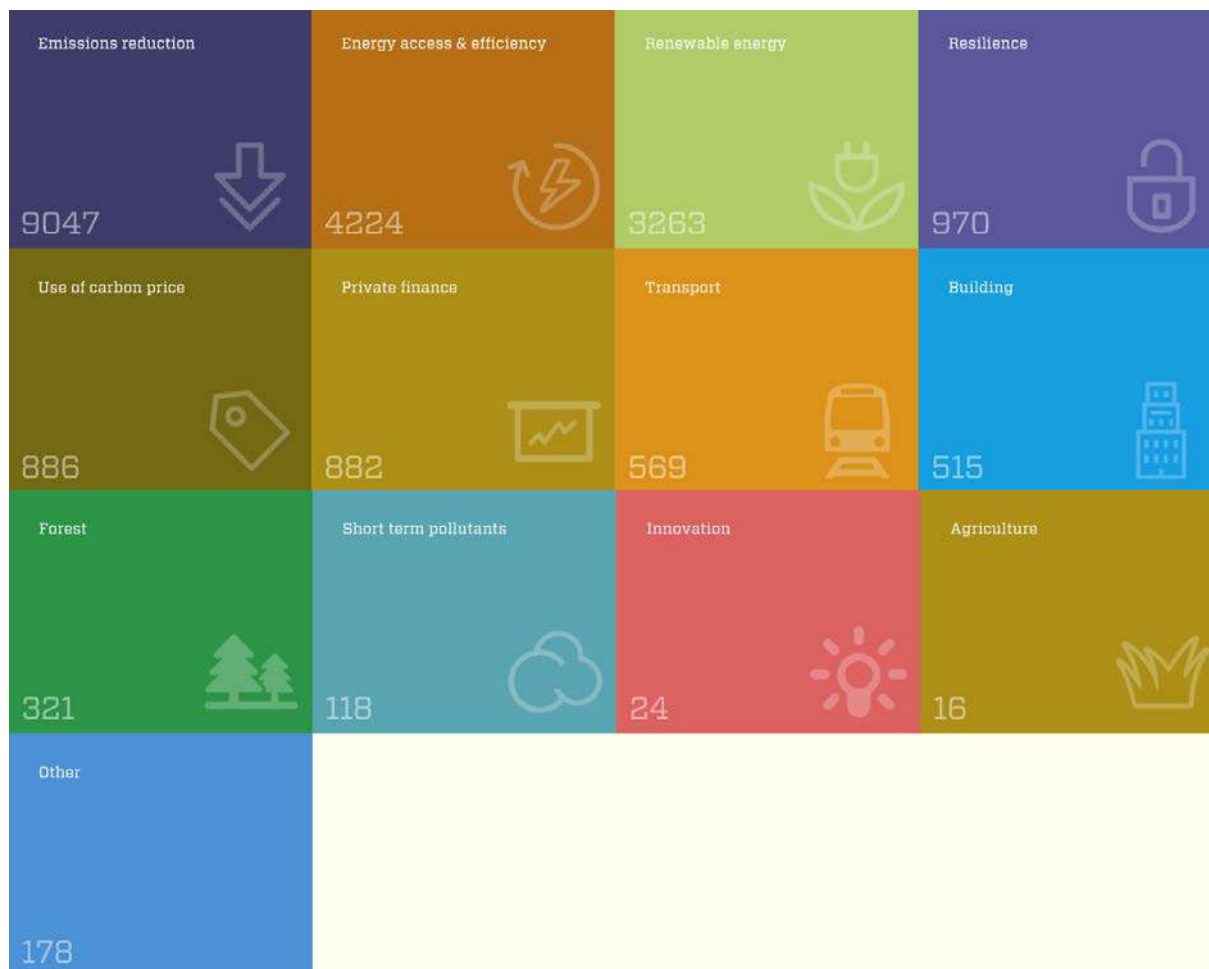 Emissions reduction
9047
Energy access & efficiency
4224
Renewable energy
3263
Resilience
970
Use of carbon price
886
Private finance
882
Transport
569
Building
515
Forest
321
Short term pollutants
118
Innovation
24
Agriculture
16
Other
178